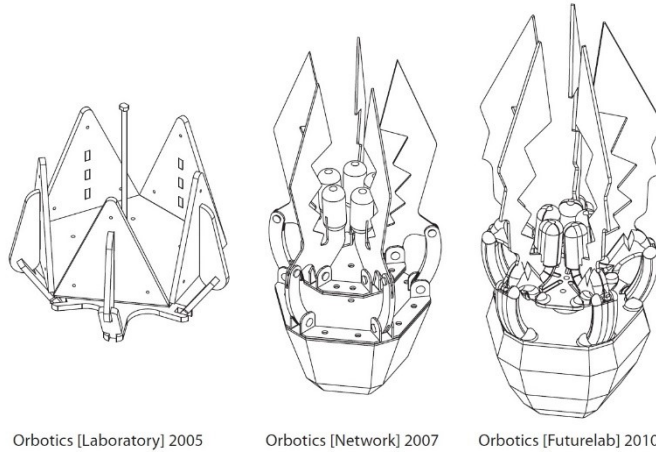 Orbotics [Laboratory] 2005
Orbotics [Network] 2007
Orbotics [Futurelab] 2010